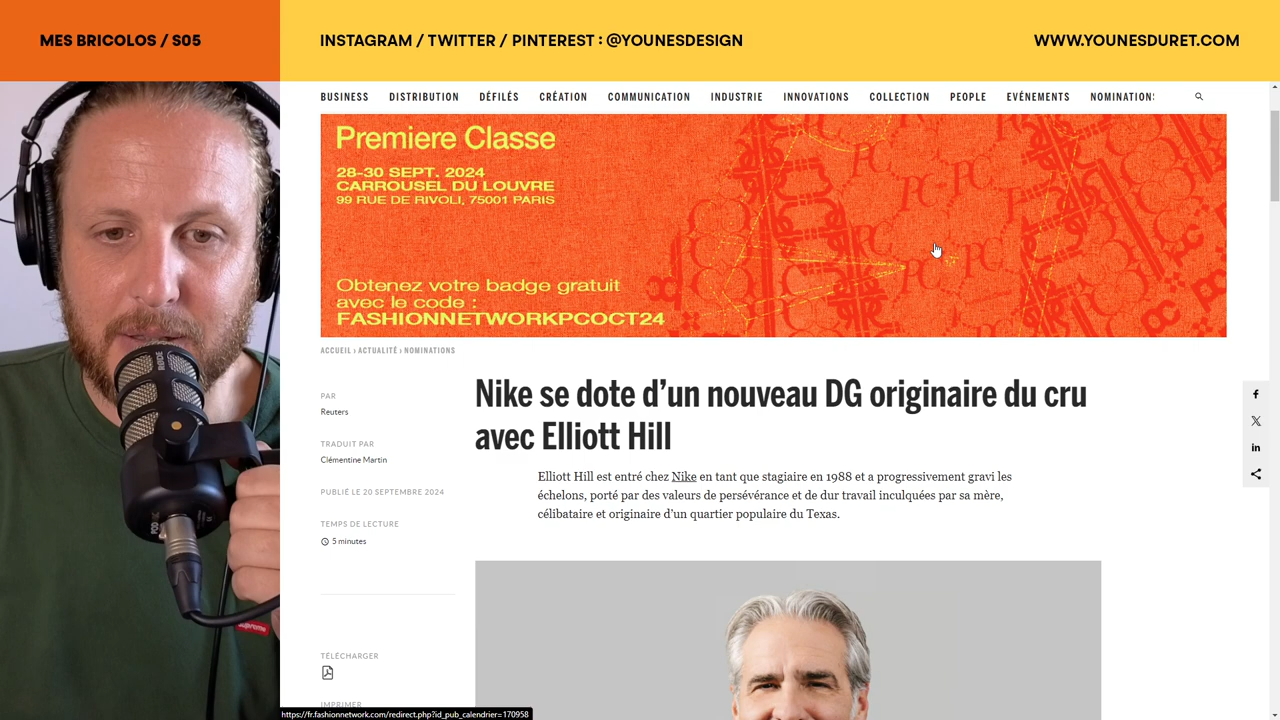 MES BRICOLOS / S05
INSTAGRAM / TWITTER / PINTEREST : @YOUNESDESIGN
WWW.YOUNESDURET.COM
BUSINESS DISTRIBUTION DÉFILÉS CRÉATION COMMUNICATION INDUSTRIE INNOVATIONS COLLECTION PEOPLE EVÉNEMENTS NOMINATIONS
Premiere Classe
28-30 SEPT. 2024
CARROUSEL DU LOUVRE
99 RUE DE RIVOLI, 75001 PARIS
Obtenez votre badge gratuit
avec le code :
FASHIONNETWORKPCOCT24
ACCUEIL › ACTUALITÉ › NOMINATIONS
Nike se dote d'un nouveau DG originaire du cru
avec Elliott Hill
PAR
Reuters
TRADUIT PAR
Clémentine Martin
PUBLIÉ LE 20 SEPTEMBRE 2024
TEMPS DE LECTURE
5 minutes
Elliott Hill est entré chez Nike en tant que stagiaire en 1988 et a progressivement gravi les
échelons, porté par des valeurs de persévérance et de dur travail inculquées par sa mère,
célibataire et originaire d'un quartier populaire du Texas.
TÉLÉCHARGER
IMPRIMER
https://fr.fashionnetwork.com/redirect.php?id_pub_calendrier=170958
RØDE
supreme